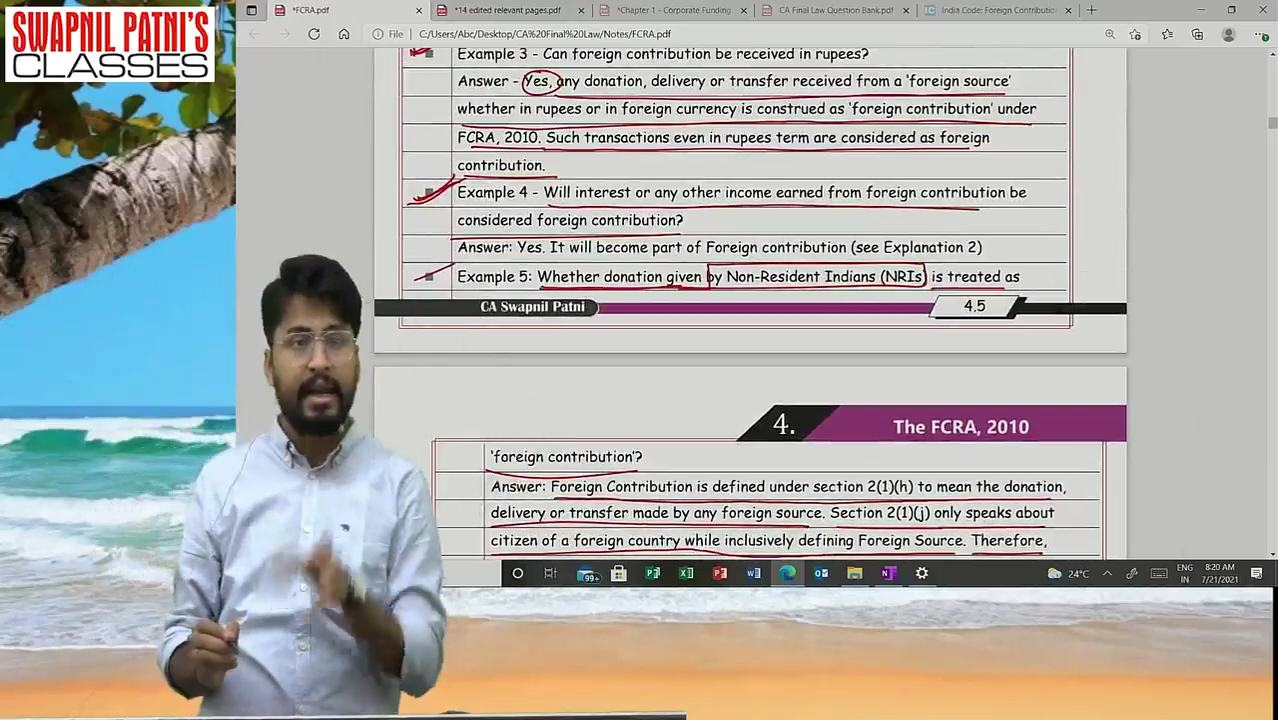 SWAPNIL PATNI'S
CLASSES
*FCRA.pdf
*14 edited relevant pages.pdf
*Chapter 1 - Corporate Funding
CA Final Law Question Bank.pdf
India Code: Foreign Contributio
File
C:/Users/Abc/Desktop/CA%20Final%20Law/Notes/FCRA.pdf
Example 3 - Can foreign contribution be received in rupees?
Answer - Yes, any donation, delivery or transfer received from a 'foreign source'
whether in rupees or in foreign currency is construed as 'foreign contribution' under
FCRA, 2010. Such transactions even in rupees term are considered as foreign
contribution.
Example 4 - Will interest or any other income earned from foreign contribution be
considered foreign contribution?
Answer: Yes. It will become part of Foreign contribution (see Explanation 2)
Example 5: Whether donation given by Non-Resident Indians (NRIs) is treated as
CA Swapnil Patni
4.5
4.
The FCRA, 2010
'foreign contribution'?
Answer: Foreign Contribution is defined under section 2(1)(h) to mean the donation,
delivery or transfer made by any foreign source. Section 2(1)(j) only speaks about
citizen of a foreign country while inclusively defining Foreign Source. Therefore,
99+
24°C
ENG
IN
8:20 AM
7/21/2021